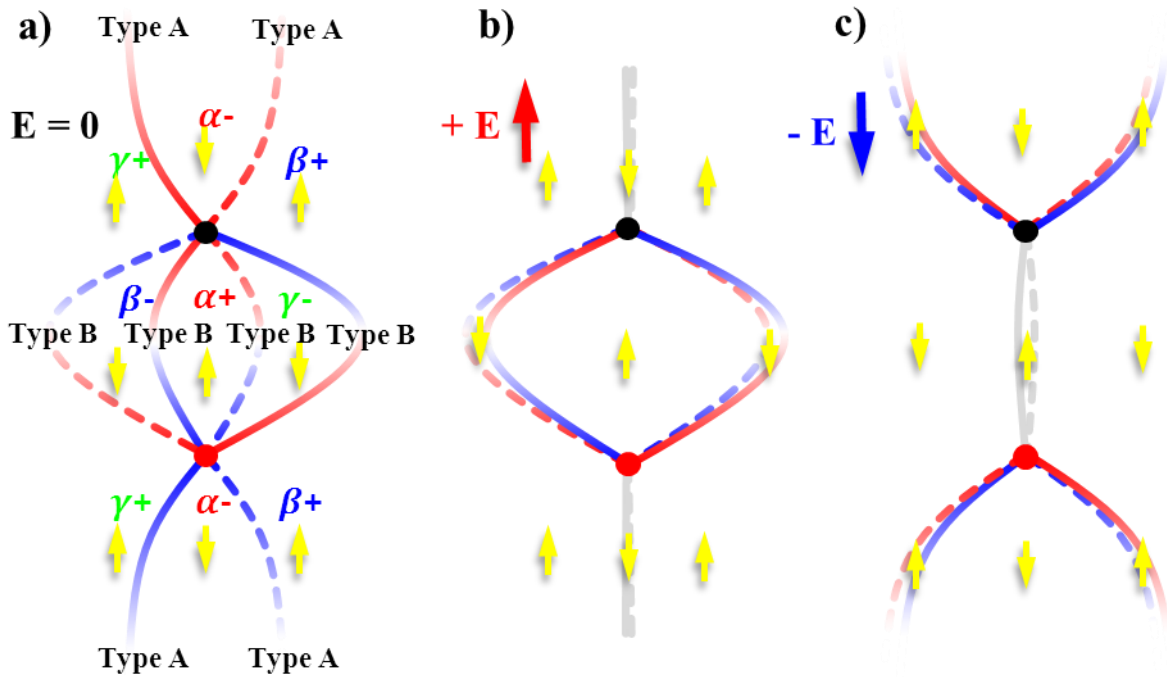 a)
Type A
Type A
b)
c)
E = 0
α-
+ E
- E
γ+
β+
β-
α+
γ-
Type B
Type B
Type B
Type B
γ+
α-
β+
Type A
Type A